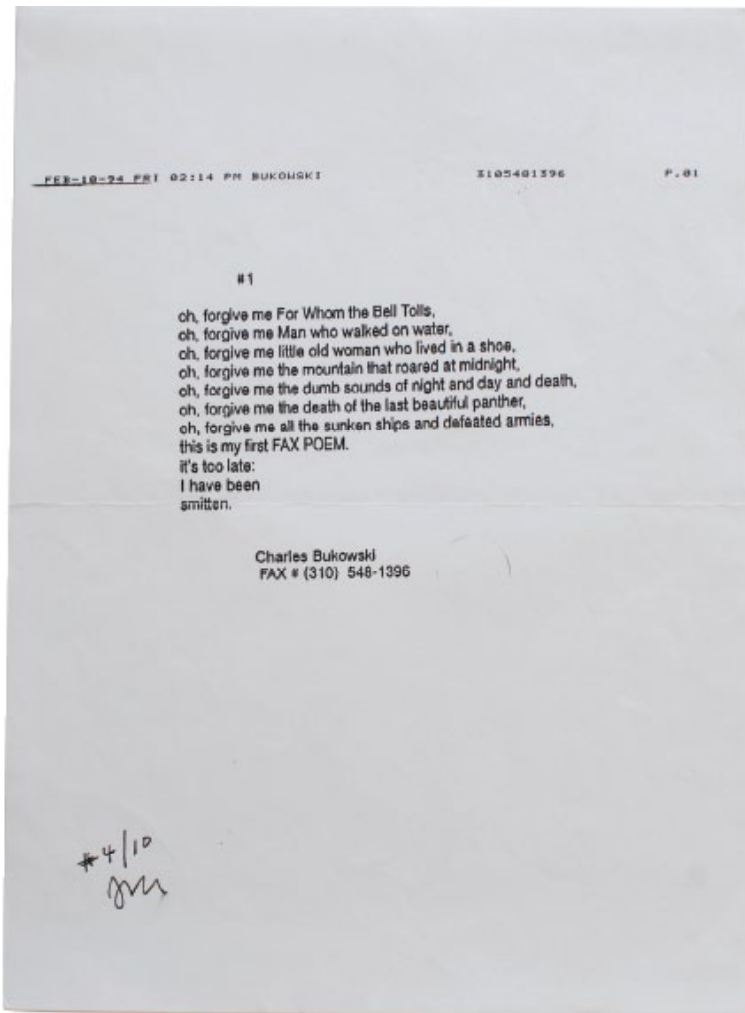 FEB-18-94 FRI 02:14 PM BUKOWSKI 3105481396 P.01
#1
oh, forgive me For Whom the Bell Tolls,
oh, forgive me Man who walked on water,
oh, forgive me little old woman who lived in a shoe,
oh, forgive me the mountain that roared at midnight,
oh, forgive me the dumb sounds of night and day and death,
oh, forgive me the death of the last beautiful panther,
oh, forgive me all the sunken ships and defeated armies,
this is my first FAX POEM.
it's too late:
I have been
smitten.
Charles Bukowski
FAX # (310) 548-1396
#4/10